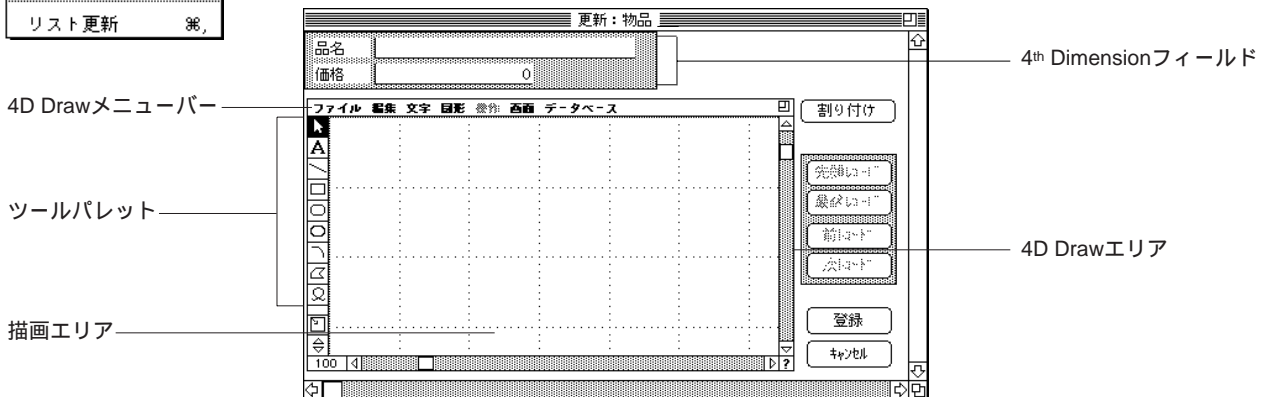 リスト更新 ⌘,
更新：物品
品名
価格 0
4th Dimensionフィールド
4D Drawメニューバー
ファイル 編集 文字 図形 操作 画面 データベース
割り付け
A
先頭レコード
最終レコード
ツールパレット
前レコード
次レコード
4D Drawエリア
描画エリア
登録
キャンセル
100 ?